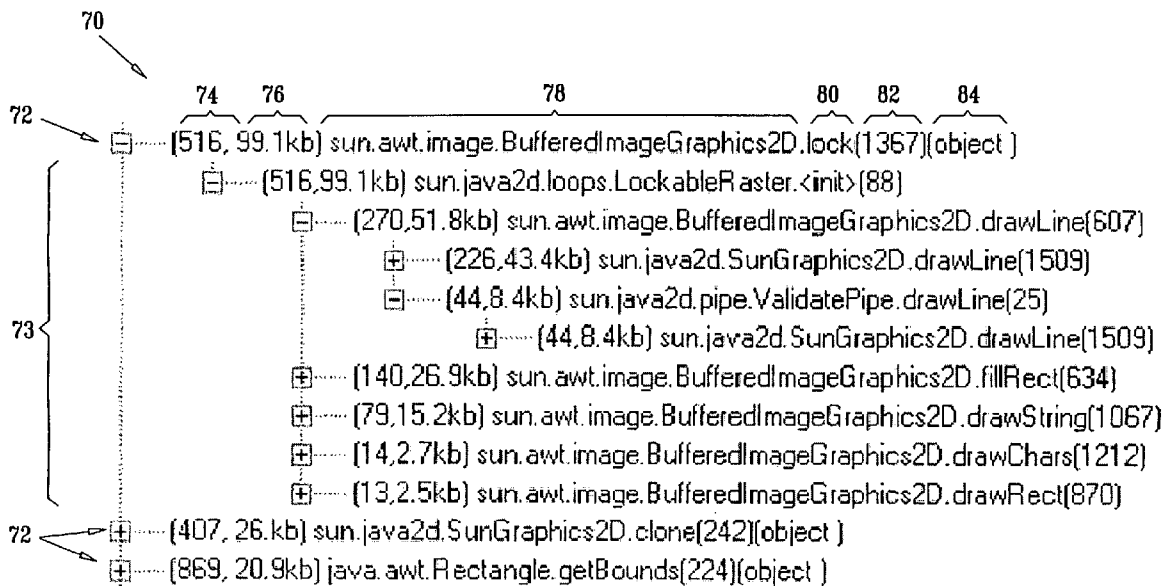 70
74 76 78 80 82 84
72 (516, 99.1kb) sun.awt.image.BufferedImageGraphics2D.lock(1367)(object )
(516,99.1kb) sun.java2d.loops.LockableRaster.<init>(88)
(270,51.8kb) sun.awt.image.BufferedImageGraphics2D.drawLine(607)
(226,43.4kb) sun.java2d.SunGraphics2D.drawLine(1509)
(44,8.4kb) sun.java2d.pipe.ValidatePipe.drawLine(25)
73 (44,8.4kb) sun.java2d.SunGraphics2D.drawLine(1509)
(140,26.9kb) sun.awt.image.BufferedImageGraphics2D.fillRect(634)
(79,15.2kb) sun.awt.image.BufferedImageGraphics2D.drawString(1067)
(14,2.7kb) sun.awt.image.BufferedImageGraphics2D.drawChars(1212)
(13,2.5kb) sun.awt.image.BufferedImageGraphics2D.drawRect(870)
72 (407, 26.kb) sun.java2d.SunGraphics2D.clone(242)(object )
(869, 20.9kb) java.awt.Rectangle.getBounds(224)(object )